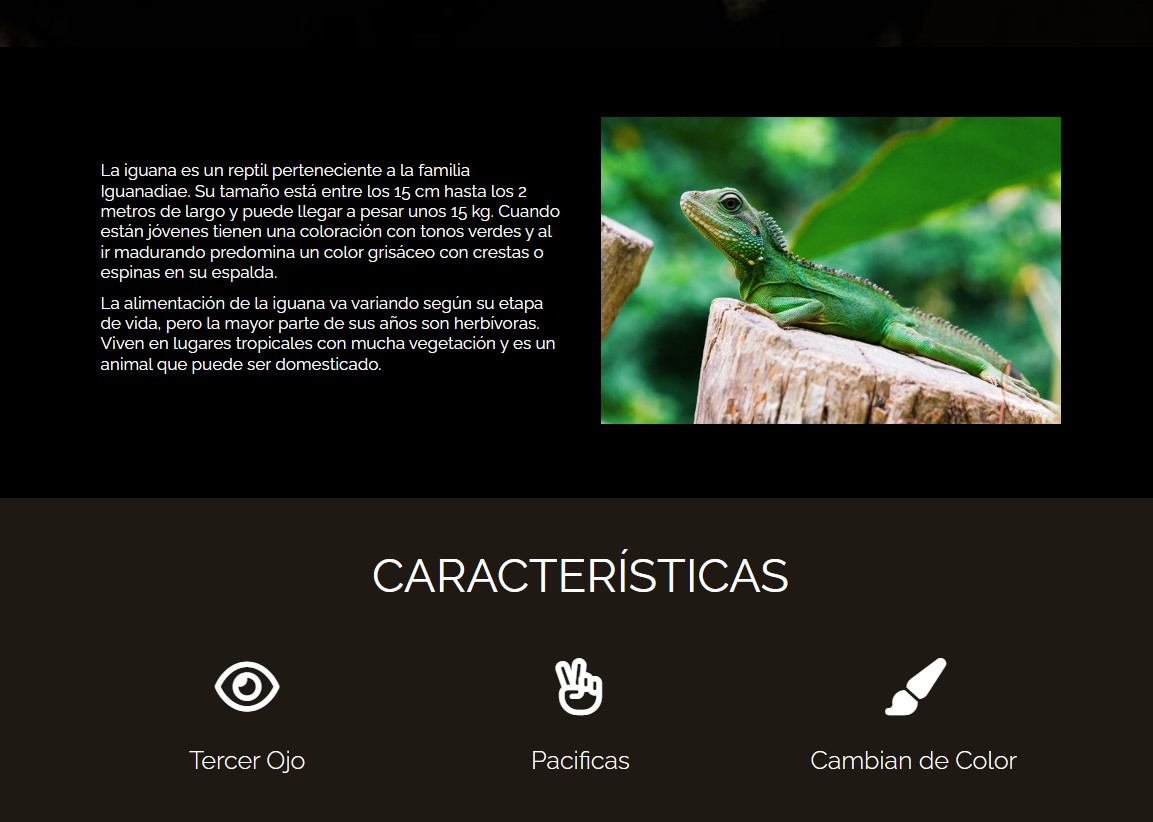 La iguana es un reptil perteneciente a la familia
Iguanadiae. Su tamaño está entre los 15 cm hasta los 2
metros de largo y puede llegar a pesar unos 15 kg. Cuando
están jóvenes tienen una coloración con tonos verdes y al
ir madurando predomina un color grisáceo con crestas o
espinas en su espalda.
La alimentación de la iguana va variando según su etapa
de vida, pero la mayor parte de sus años son herbívoras.
Viven en lugares tropicales con mucha vegetación y es un
animal que puede ser domesticado.
CARACTERÍSTICAS
Tercer Ojo
Pacificas
Cambian de Color